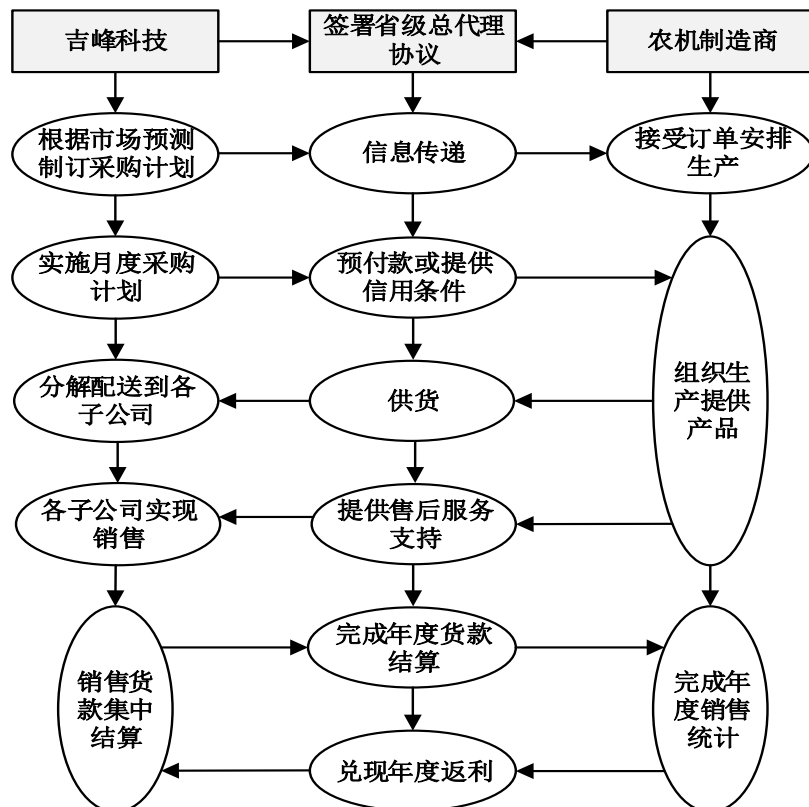 吉峰科技
签署省级总代理
协议
农机制造商
根据市场预测
制订采购计划
信息传递
接受订单安排
生产
实施月度采购
计划
预付款或提供
信用条件
组织生
产提供
产品
分解配送到各
子公司
供货
各子公司实现
销售
提供售后服务
支持
销售货
款集中
结算
完成年度货款
结算
完成年
度销售
统计
兑现年度返利